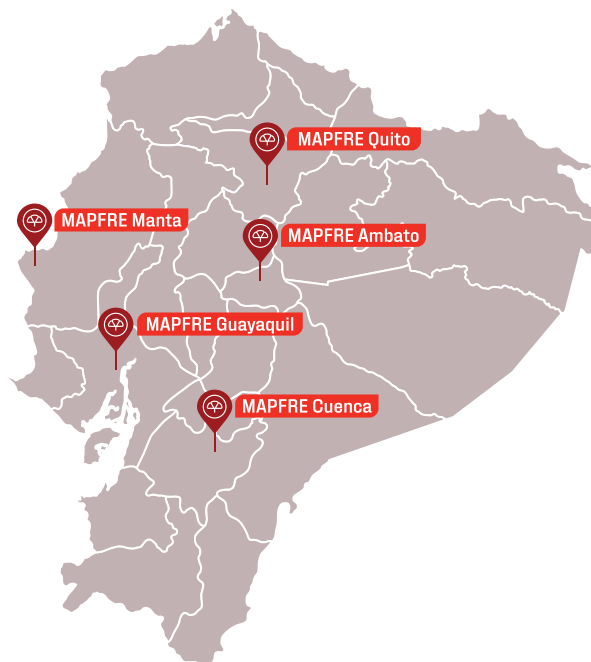 MAPFRE Quito
MAPFRE Manta
MAPFRE Ambato
MAPFRE Guayaquil
MAPFRE Cuenca